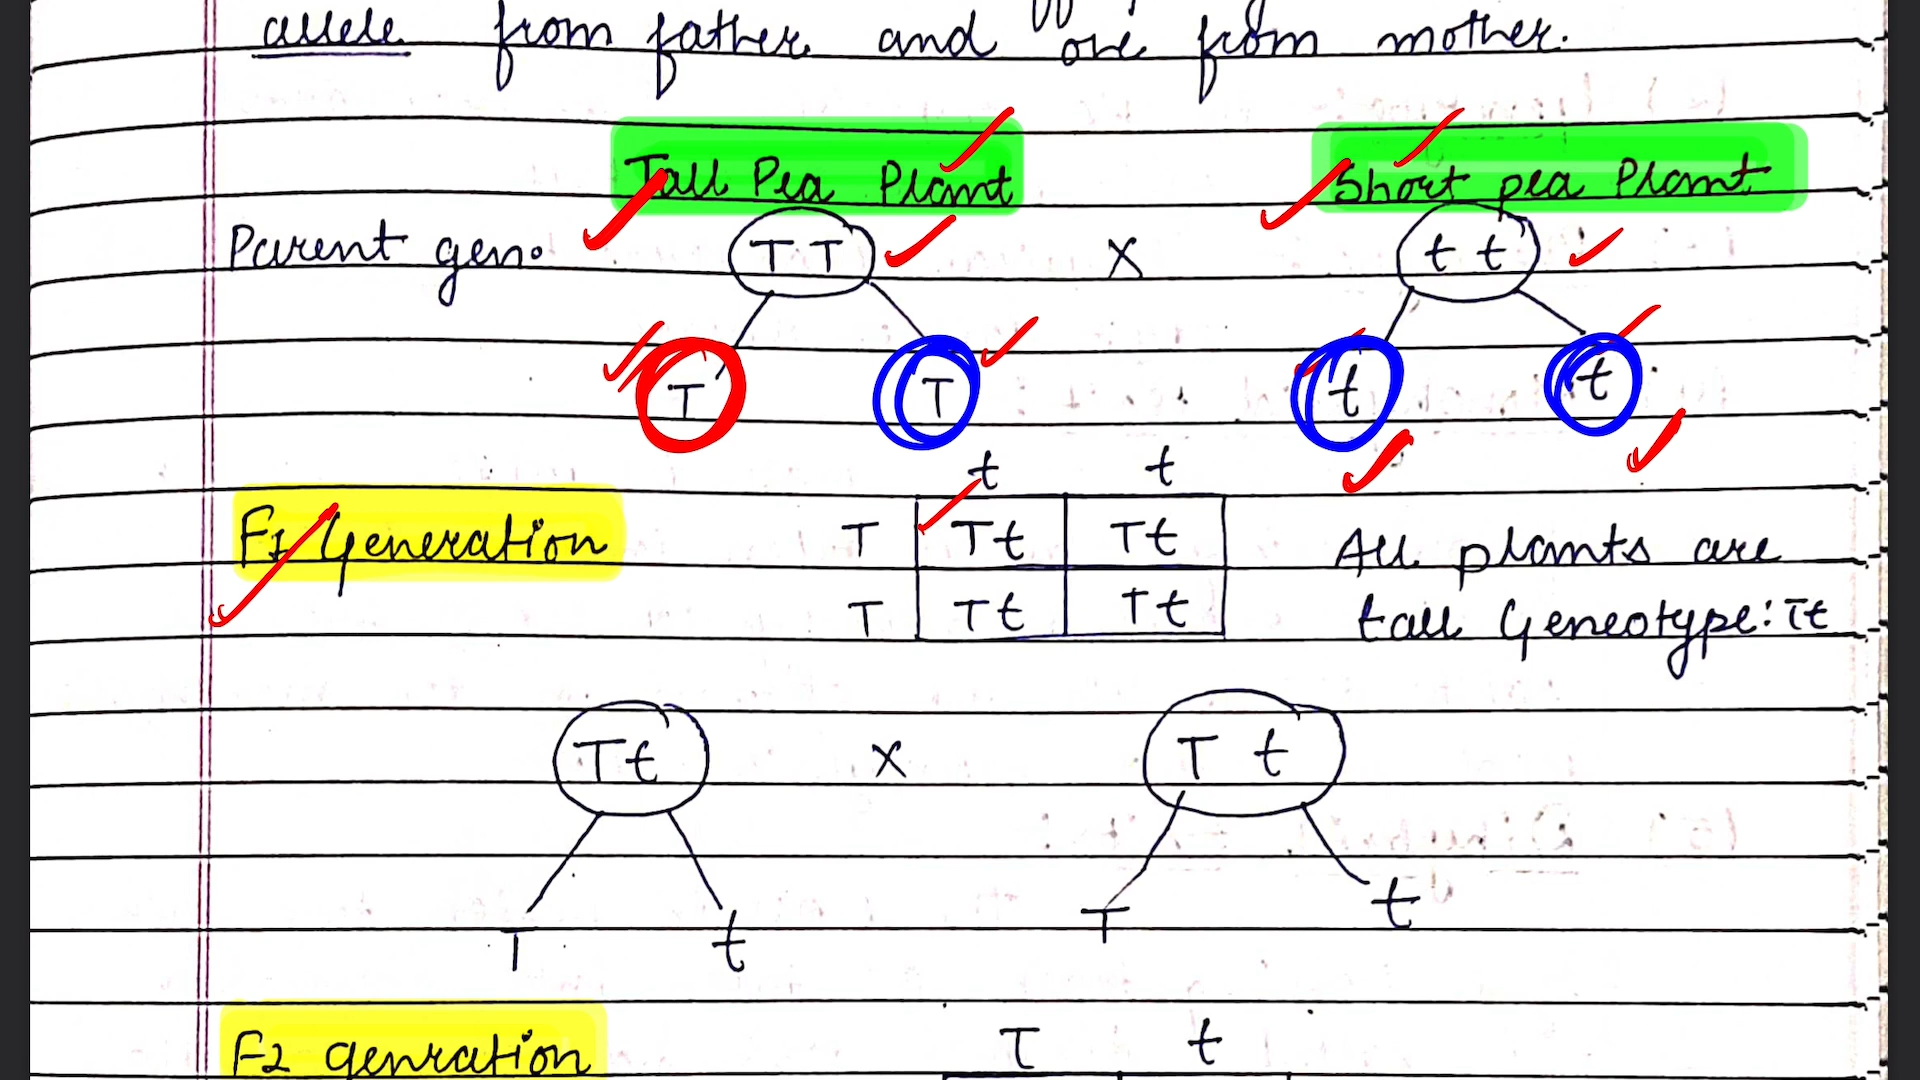 allele from father and one from mother.
Tall Pea Plant Short pea Plant
Parent gen. T T X t t
T T t t
t t
F1 Generation T Tt Tt All plants are
T Tt Tt tall Geneotype: Tt
Tt X T t
T t T t
F2 genration T t